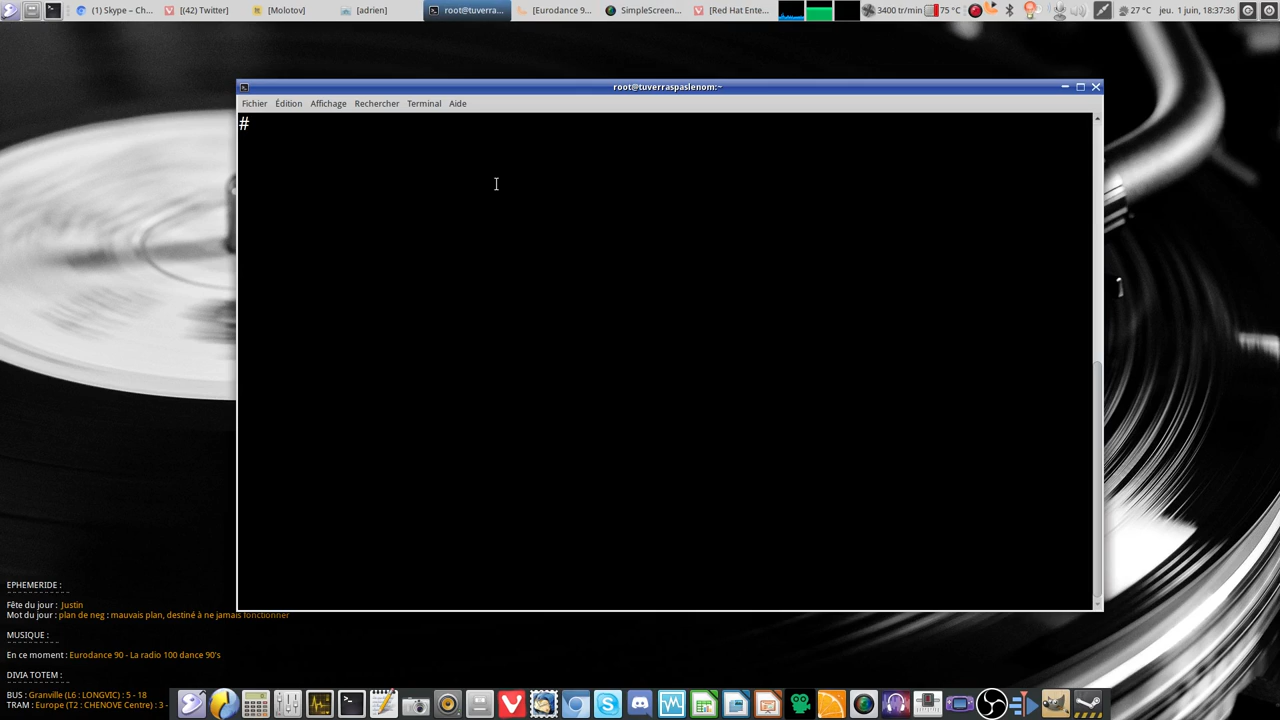 (1) Skype – Ch... [(42) Twitter] [Molotov] [adrien] root@tuverra... [Eurodance 9... SimpleScreen... [Red Hat Ente... 3400 tr/min 75 °C 27 °C jeu. 1 juin, 18:37:36
root@tuverraspaslenom:~
Fichier Édition Affichage Rechercher Terminal Aide
#
EPHEMERIDE :
Fête du jour : Justin
Mot du jour : plan de neg : mauvais plan, destiné à ne jamais fonctionner
MUSIQUE :
En ce moment : Eurodance 90 - La radio 100 dance 90's
DIVIA TOTEM :
BUS : Granville (L6 : LONGVIC) : 5 - 18
TRAM : Europe (T2 : CHENOVE Centre) : 3 -